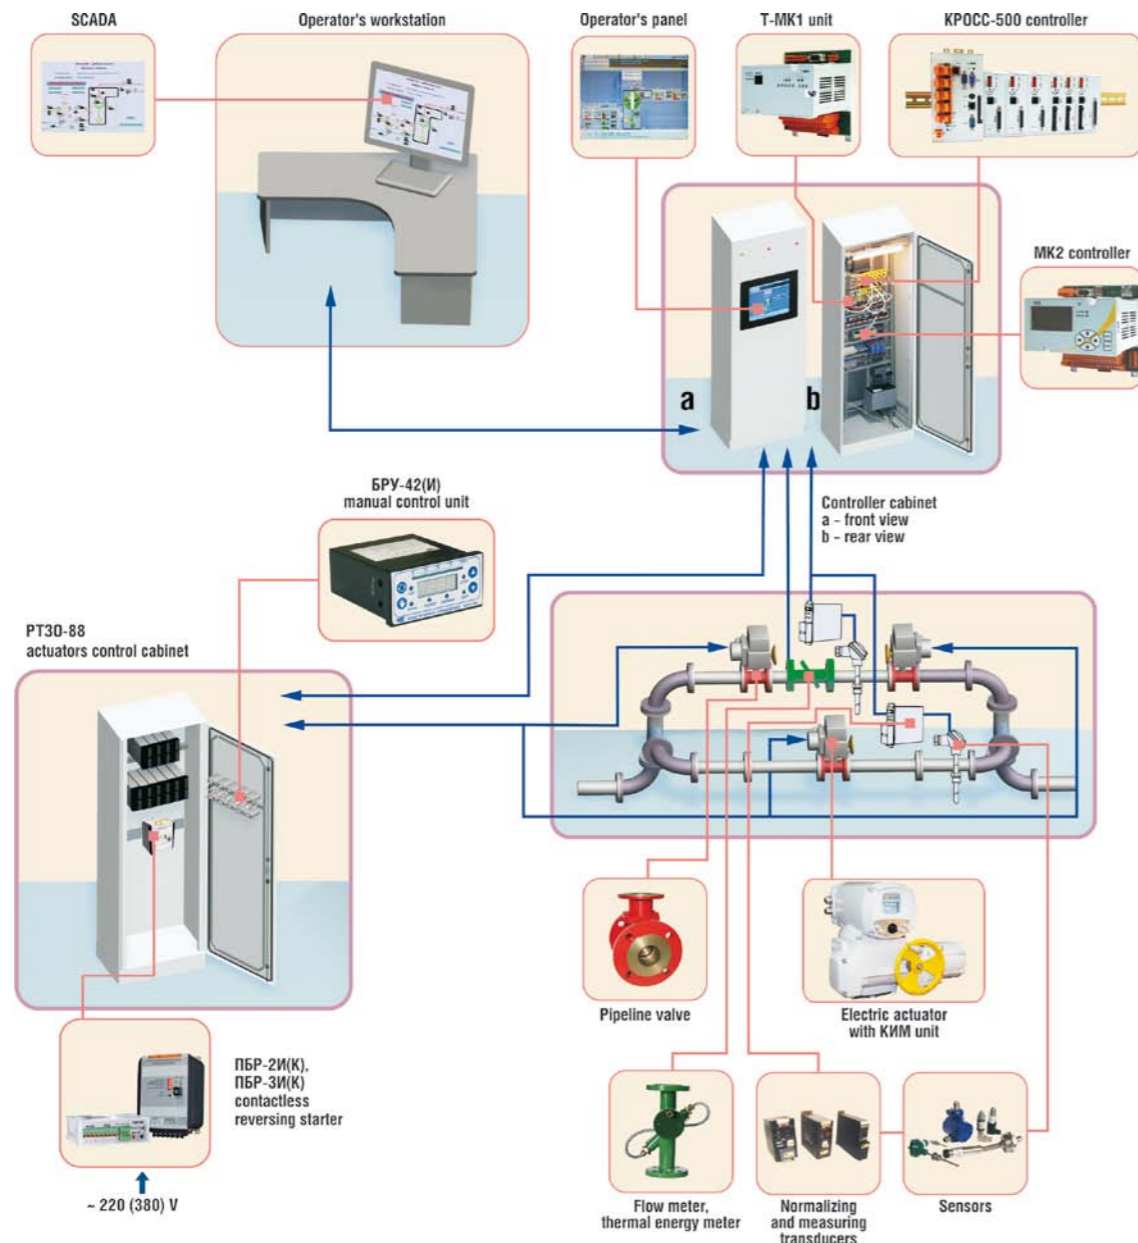 SCADA
Operator's workstation
Operator's panel
T-MK1 unit
КРОСС-500 controller
MK2 controller
a
b
Controller cabinet
a - front view
b - rear view
БРУ-42(И)
manual control unit
РТЗО-88
actuators control cabinet
Pipeline valve
Electric actuator
with КИМ unit
ПБР-2И(К),
ПБР-3И(К)
contactless
reversing starter
~ 220 (380) V
Flow meter,
thermal energy meter
Normalizing
and measuring
transducers
Sensors